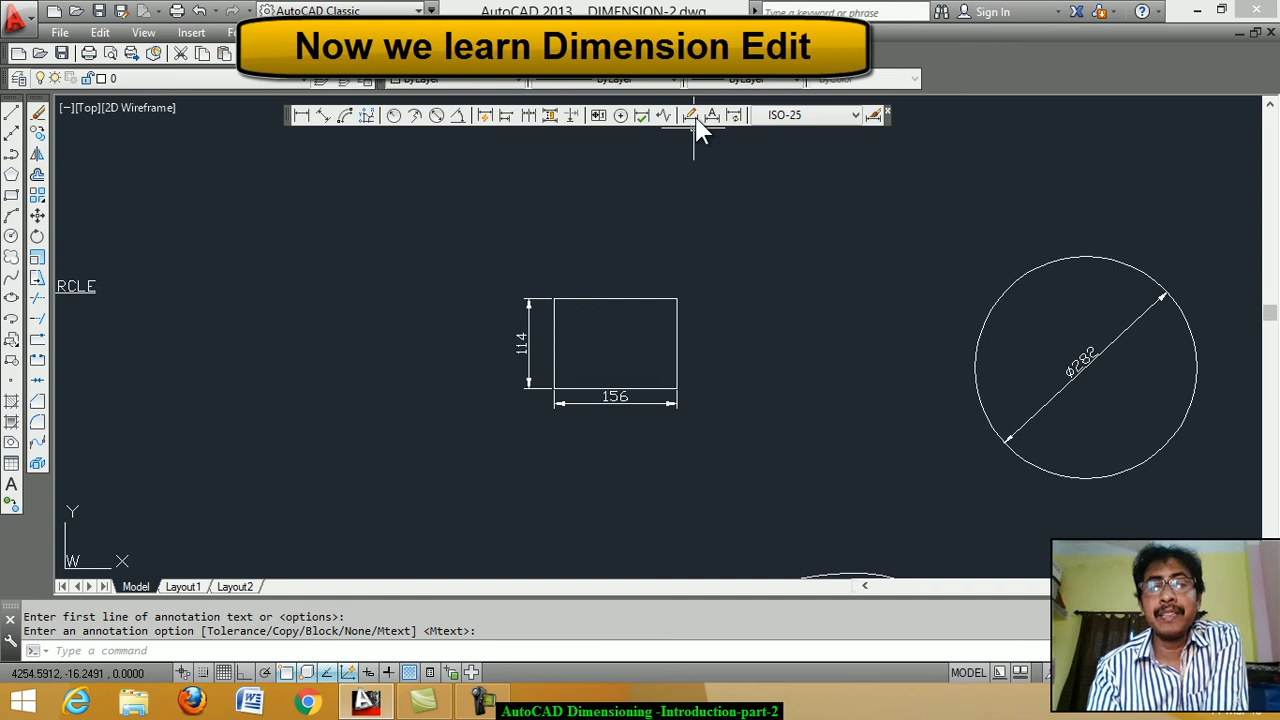 AutoCAD Classic
AutoCAD 2013 DIMENSION-2.dwg
Type a keyword or phrase
Sign In
File Edit View Insert
Now we learn Dimension Edit
0
ByLayer
[−][Top][2D Wireframe]
ISO-25
RCLE
114
156
Ø282
Y
W X
Model Layout1 Layout2
Enter first line of annotation text or <options>:
Enter an annotation option [Tolerance/Copy/Block/None/Mtext] <Mtext>:
Type a command
4254.5912, -16.2491 , 0.0000
MODEL
AutoCAD Dimensioning -Introduction-part-2